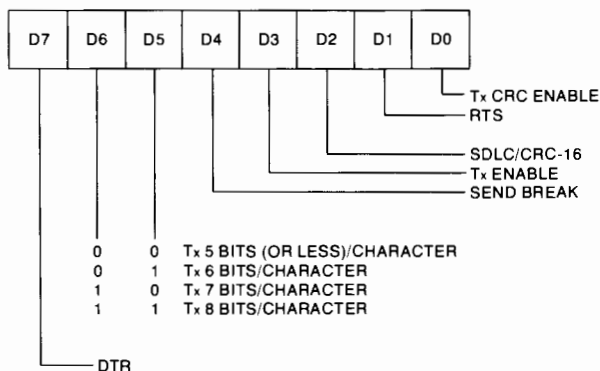 D7 D6 D5 D4 D3 D2 D1 D0
Tx CRC ENABLE
RTS
SDLC/CRC-16
Tx ENABLE
SEND BREAK
0 0 Tx 5 BITS (OR LESS)/CHARACTER
0 1 Tx 6 BITS/CHARACTER
1 0 Tx 7 BITS/CHARACTER
1 1 Tx 8 BITS/CHARACTER
DTR